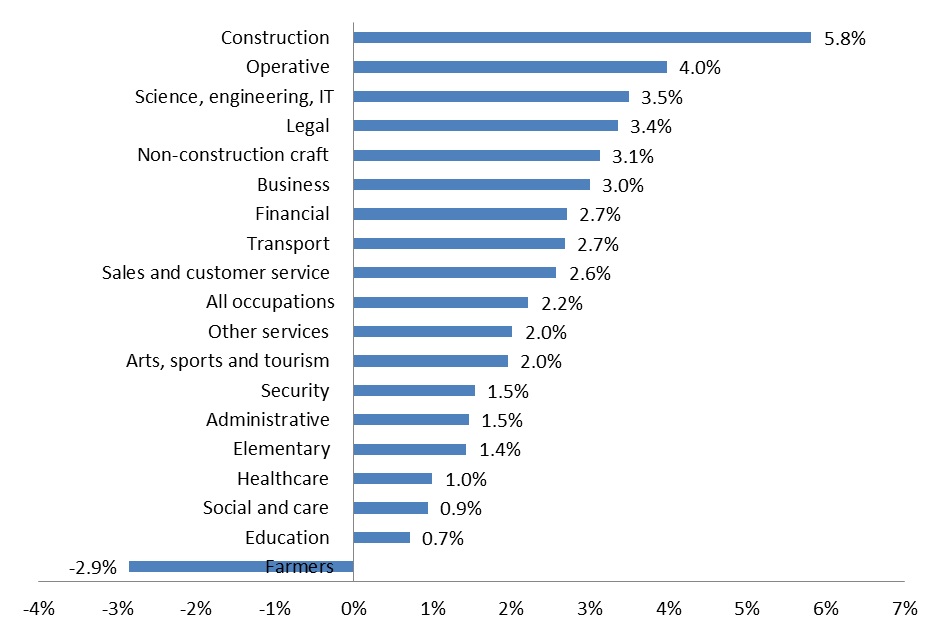 Construction 5.8%
Operative 4.0%
Science, engineering, IT 3.5%
Legal 3.4%
Non-construction craft 3.1%
Business 3.0%
Financial 2.7%
Transport 2.7%
Sales and customer service 2.6%
All occupations 2.2%
Other services 2.0%
Arts, sports and tourism 2.0%
Security 1.5%
Administrative 1.5%
Elementary 1.4%
Healthcare 1.0%
Social and care 0.9%
Education 0.7%
-2.9% Farmers
-4% -3% -2% -1% 0% 1% 2% 3% 4% 5% 6% 7%